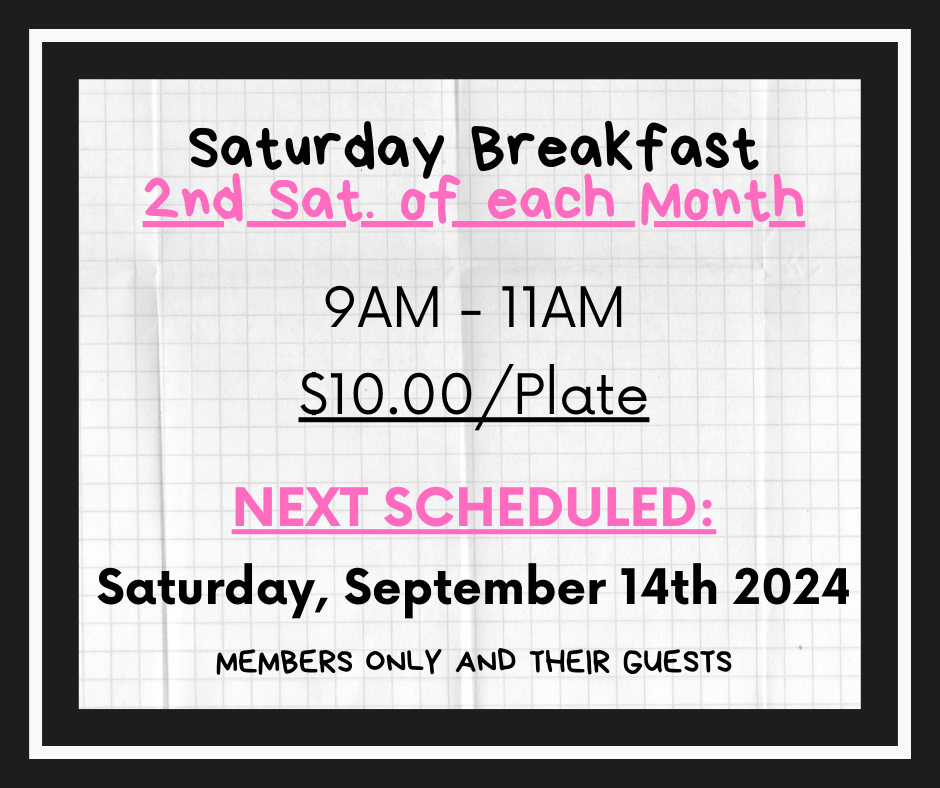 Saturday Breakfast
2nd Sat. of each Month
9AM - 11AM
$10.00/Plate
NEXT SCHEDULED:
Saturday, September 14th 2024
MEMBERS ONLY AND THEIR GUESTS